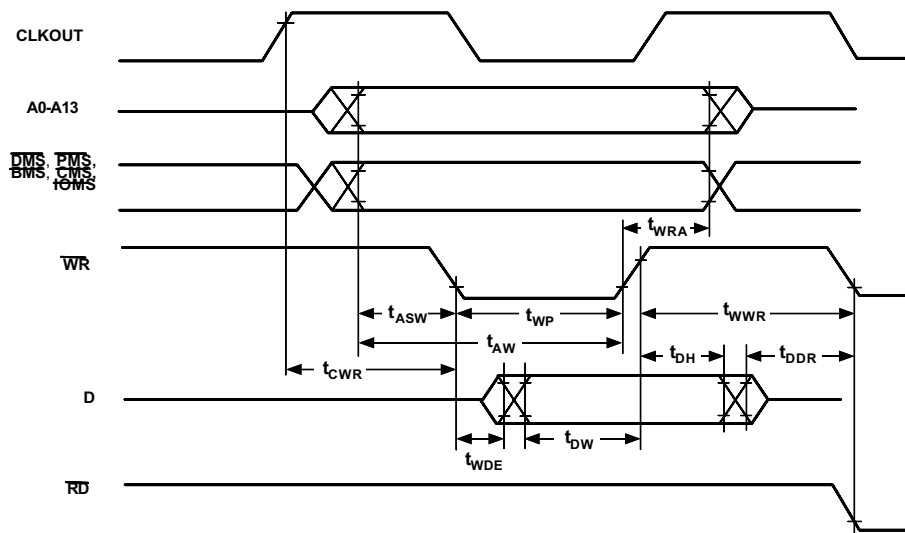 CLKOUT
A0-A13
DMS, PMS,
BMS, CMS,
IOMS
tWRA
WR
tASW
tWP
tWWR
tAW
tDH
tDDR
tCWR
D
tWDE
tDW
RD